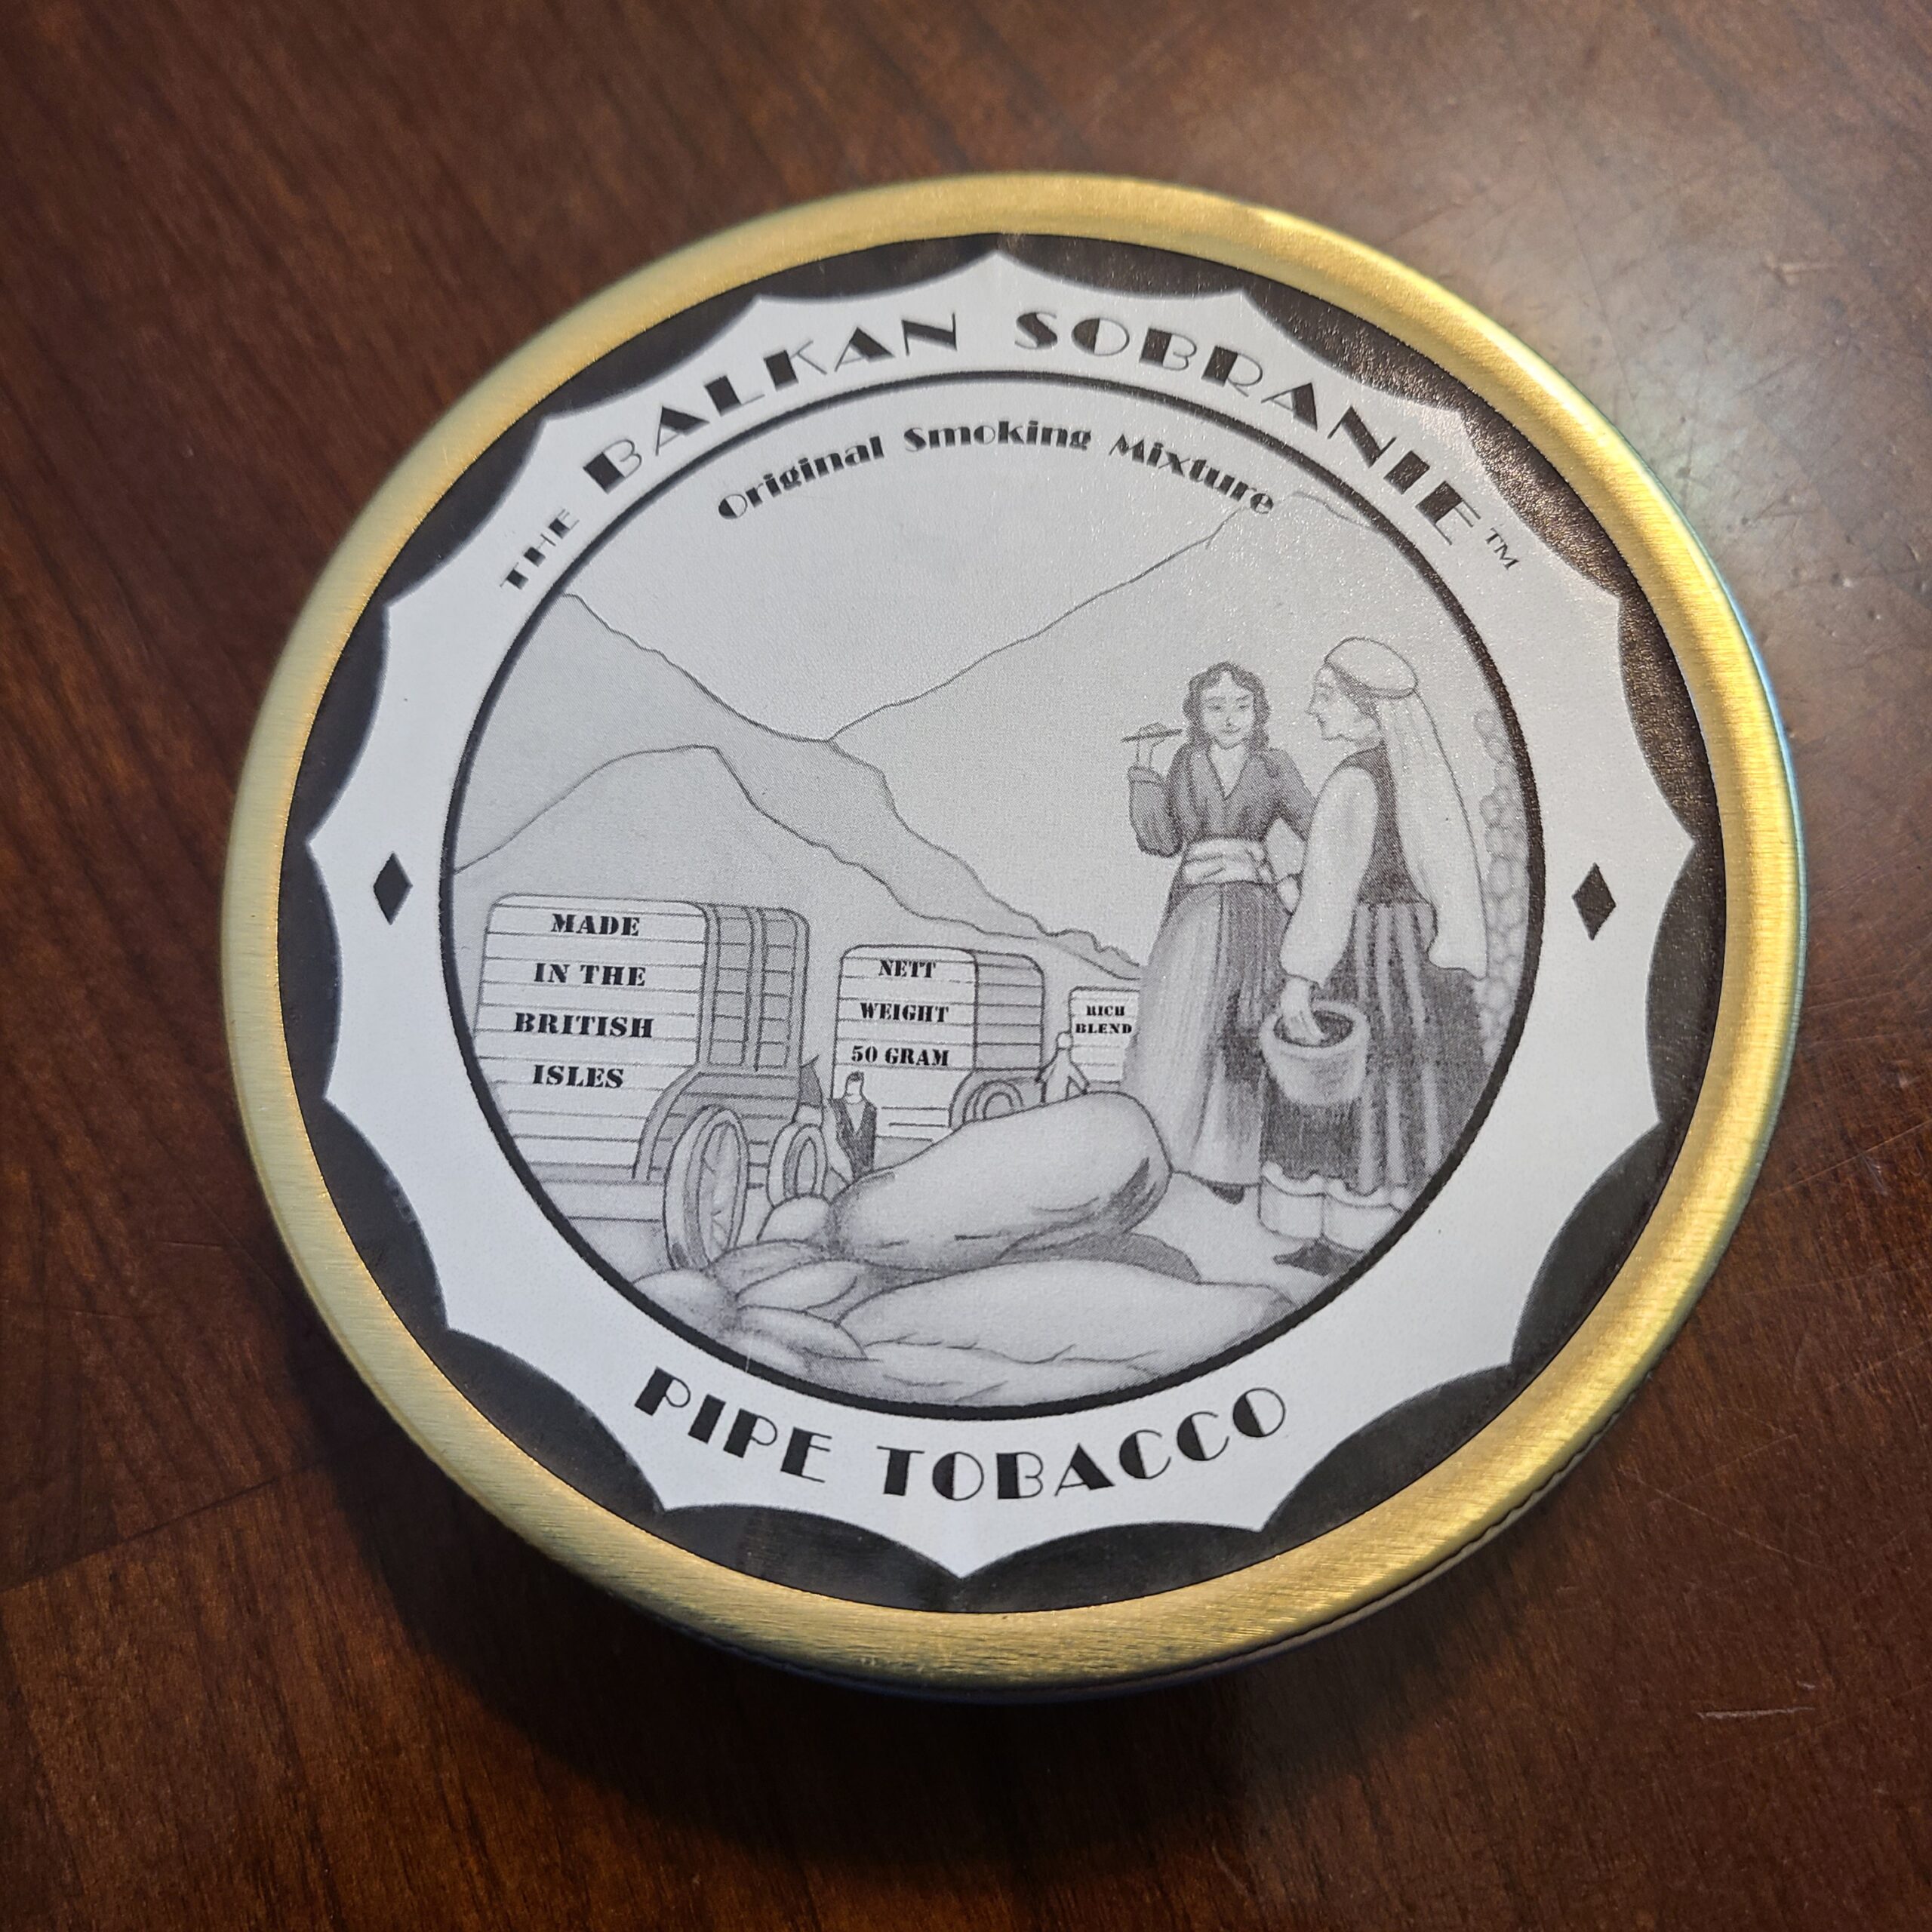 THE BALKAN SOBRANIE™
Original Smoking Mixture
MADE
IN THE
BRITISH
ISLES
NETT
WEIGHT
50 GRAM
RICH
BLEND
PIPE TOBACCO